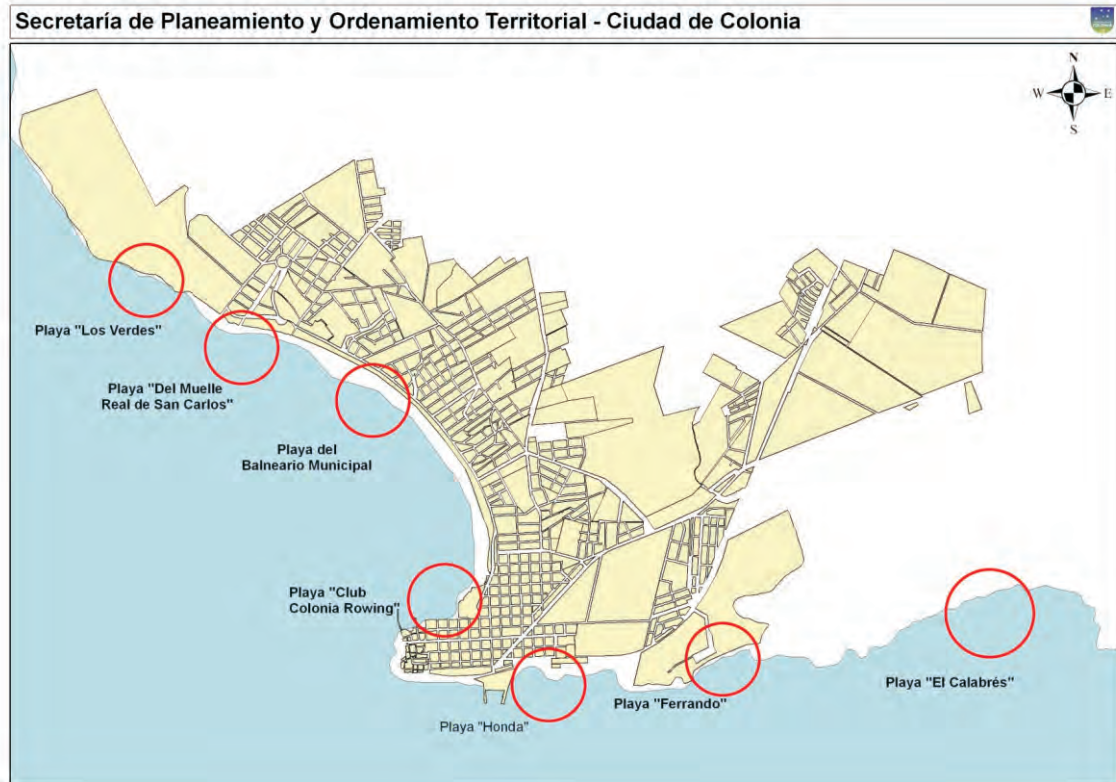 Secretaría de Planeamiento y Ordenamiento Territorial - Ciudad de Colonia
N
W E
S
Playa "Los Verdes"
Playa "Del Muelle
Real de San Carlos"
Playa del
Balneario Municipal
Playa "Club
Colonia Rowing"
Playa "Honda"
Playa "Ferrando"
Playa "El Calabrés"